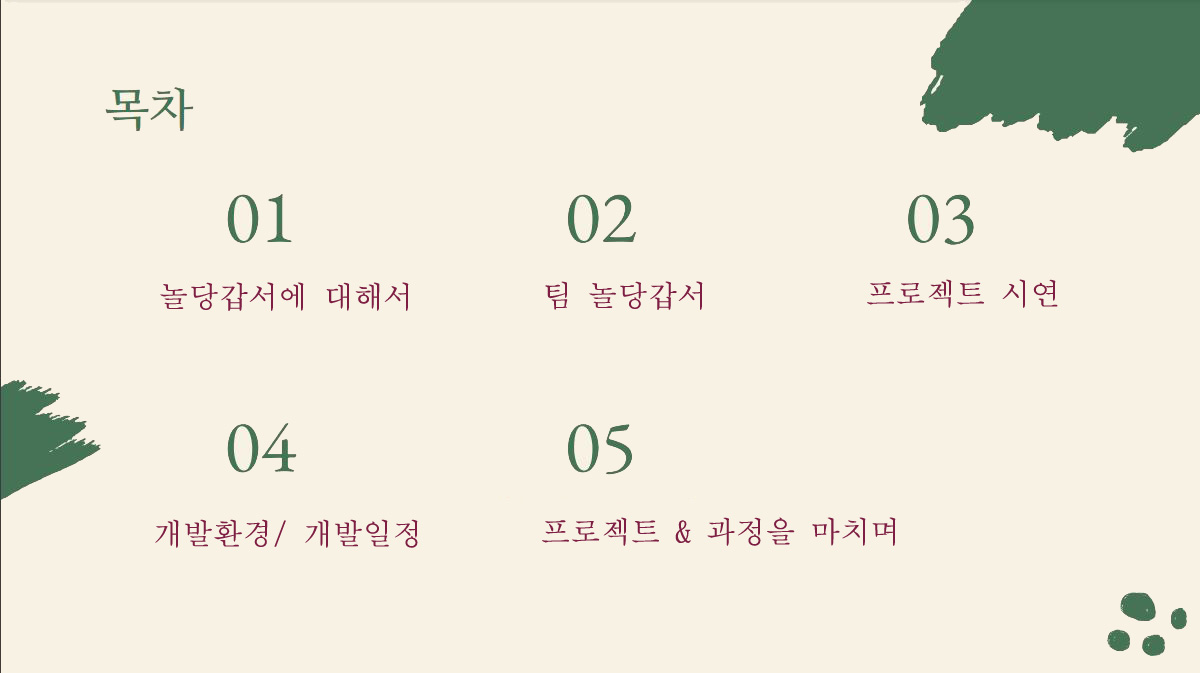 목차
01
02
03
놀당갑서에 대해서
팀 놀당갑서
프로젝트 시연
04
05
개발환경/ 개발일정
프로젝트 & 과정을 마치며